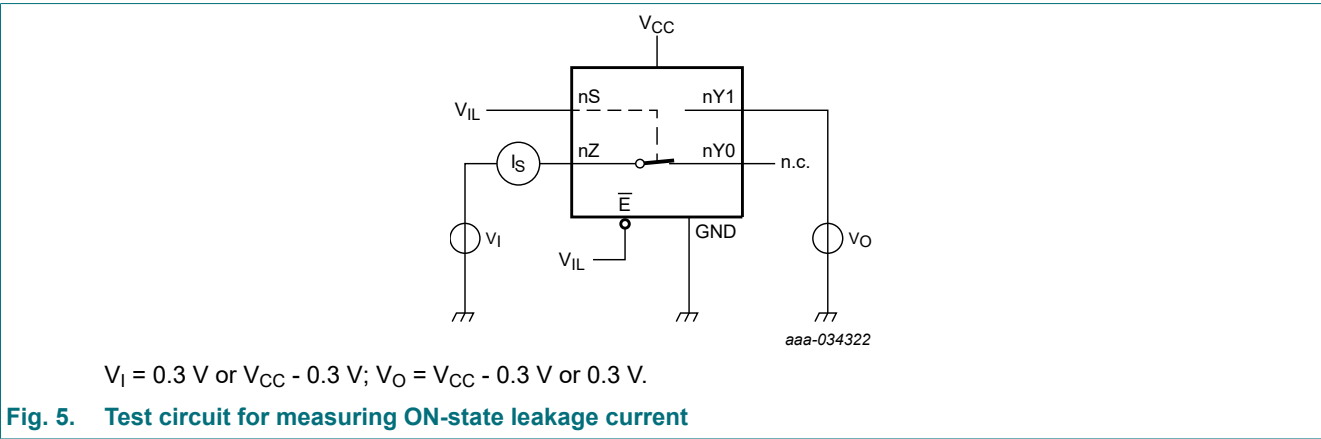 VCC
nS
nY1
VIL
nZ
nY0
IS
n.c.
E
GND
VI
VO
VIL
aaa-034322
VI = 0.3 V or VCC - 0.3 V; VO = VCC - 0.3 V or 0.3 V.
Fig. 5. Test circuit for measuring ON-state leakage current